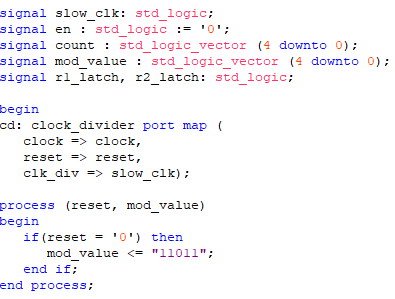 signal slow_clk: std_logic;
signal en : std_logic := '0';
signal count : std_logic_vector (4 downto 0);
signal mod_value : std_logic_vector (4 downto 0);
signal r1_latch, r2_latch: std_logic;

begin
cd: clock_divider port map (
   clock => clock,
   reset => reset,
   clk_div => slow_clk);

process (reset, mod_value)
begin
   if(reset = '0') then
      mod_value <= "11011";
   end if;
end process;